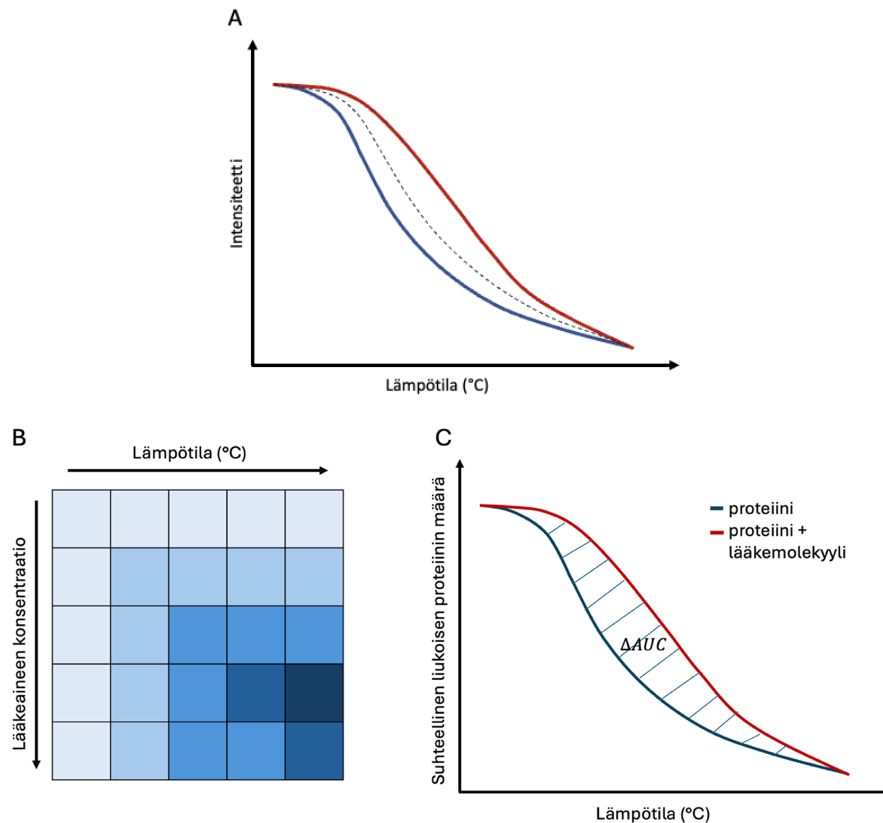 A
Intensiteetti
Lämpötila (°C)
B
Lämpötila (°C)
Lääkeaineen konsentraatio
C
Suhteellinen liukoisen proteiinin määrä
proteiini
proteiini +
lääkemolekyyli
ΔAUC
Lämpötila (°C)